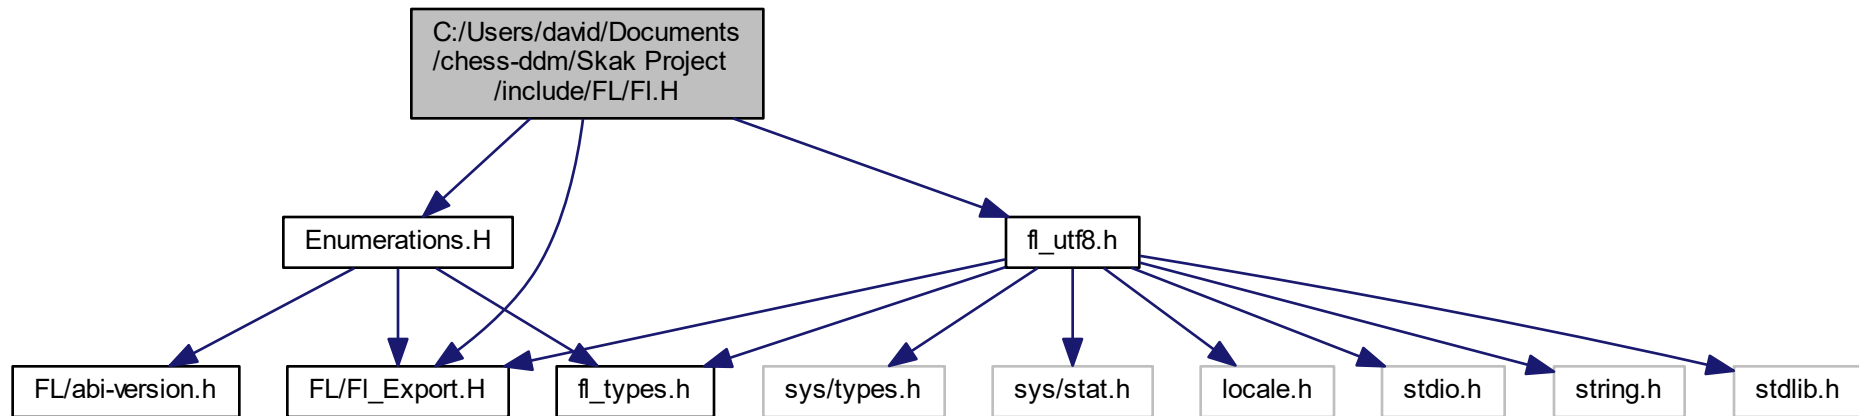 C:/Users/david/Documents
/chess-ddm/Skak Project
/include/FL/Fl.H
Enumerations.H
fl_utf8.h
FL/abi-version.h
FL/Fl_Export.H
fl_types.h
sys/types.h
sys/stat.h
locale.h
stdio.h
string.h
stdlib.h